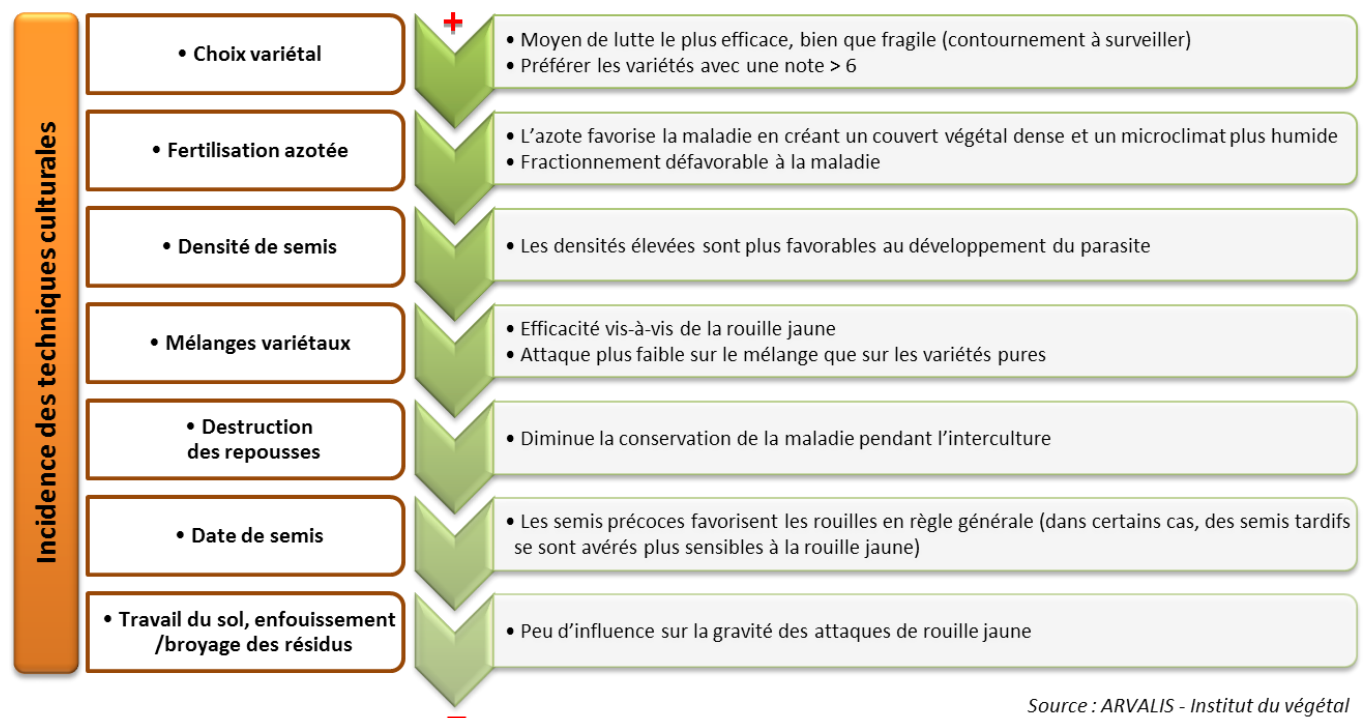 Incidence des techniques culturales
+
• Choix variétal
• Moyen de lutte le plus efficace, bien que fragile (contournement à surveiller)
• Préférer les variétés avec une note > 6
• Fertilisation azotée
• L’azote favorise la maladie en créant un couvert végétal dense et un microclimat plus humide
• Fractionnement défavorable à la maladie
• Densité de semis
• Les densités élevées sont plus favorables au développement du parasite
• Mélanges variétaux
• Efficacité vis-à-vis de la rouille jaune
• Attaque plus faible sur le mélange que sur les variétés pures
• Destruction
des repousses
• Diminue la conservation de la maladie pendant l’interculture
• Date de semis
• Les semis précoces favorisent les rouilles en règle générale (dans certains cas, des semis tardifs
se sont avérés plus sensibles à la rouille jaune)
• Travail du sol, enfouissement
/broyage des résidus
• Peu d’influence sur la gravité des attaques de rouille jaune
–
Source : ARVALIS - Institut du végétal